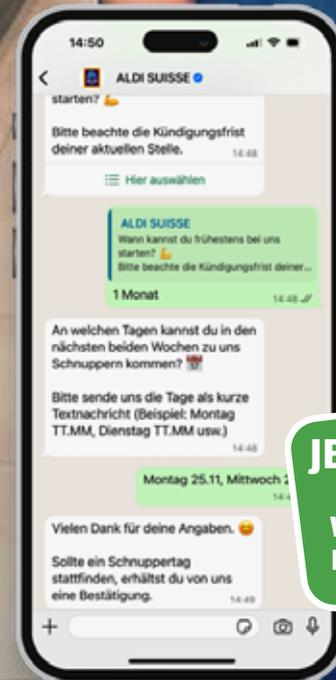 14:50
ALDI SUISSE
starten? 💪
Bitte beachte die Kündigungsfrist
deiner aktuellen Stelle.
14:48
Hier auswählen
ALDI SUISSE
Wann kannst du frühestens bei uns
starten? 💪
Bitte beachte die Kündigungsfrist deiner...
1 Monat
14:48
An welchen Tagen kannst du in den
nächsten beiden Wochen zu uns
Schnuppern kommen? 📅
Bitte sende uns die Tage als kurze
Textnachricht (Beispiel: Montag
TT.MM, Dienstag TT.MM usw.)
14:48
Montag 25.11, Mittwoch
Vielen Dank für deine Angaben. 😊
Sollte ein Schnuppertag
stattfinden, erhältst du von uns
eine Bestätigung.
14:49